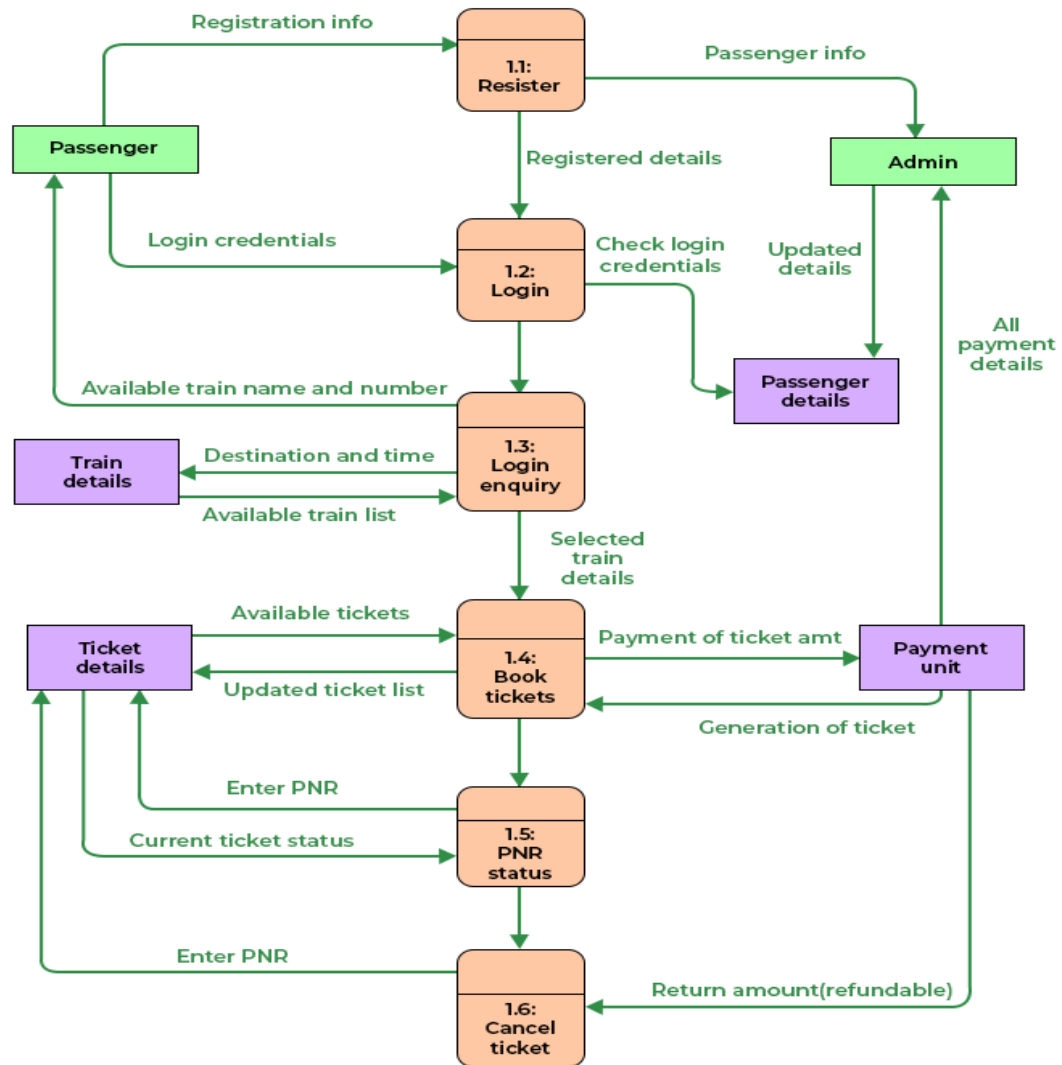 Registration info
1.1:
Resister
Passenger info
Passenger
Admin
Registered details
Login credentials
1.2:
Login
Check login
credentials
Updated
details
All
payment
details
Available train name and number
Passenger
details
1.3:
Login
enquiry
Train
details
Destination and time
Available train list
Selected
train
details
Available tickets
Ticket
details
Updated ticket list
1.4:
Book
tickets
Payment of ticket amt
Payment
unit
Generation of ticket
Enter PNR
Current ticket status
1.5:
PNR
status
Enter PNR
1.6:
Cancel
ticket
Return amount(refundable)